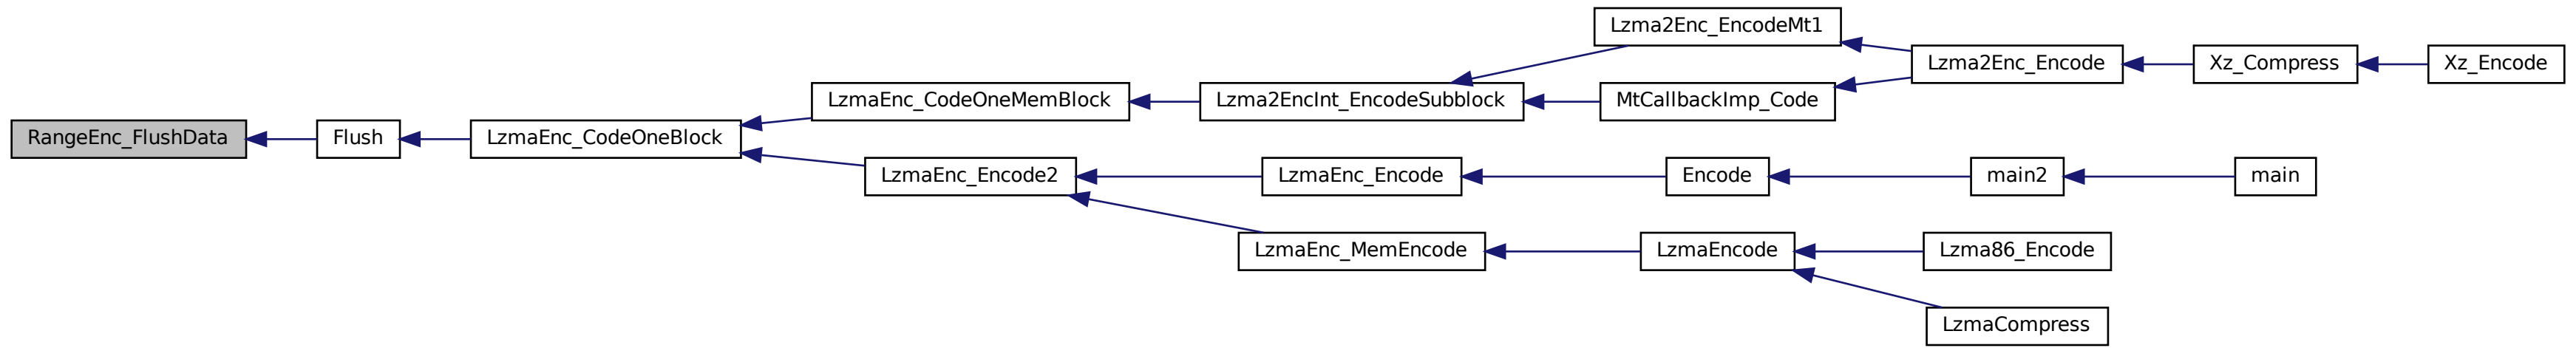 RangeEnc_FlushData
Flush
LzmaEnc_CodeOneBlock
LzmaEnc_CodeOneMemBlock
Lzma2EncInt_EncodeSubblock
Lzma2Enc_EncodeMt1
MtCallbackImp_Code
Lzma2Enc_Encode
Xz_Compress
Xz_Encode
LzmaEnc_Encode2
LzmaEnc_Encode
Encode
main2
main
LzmaEnc_MemEncode
LzmaEncode
Lzma86_Encode
LzmaCompress